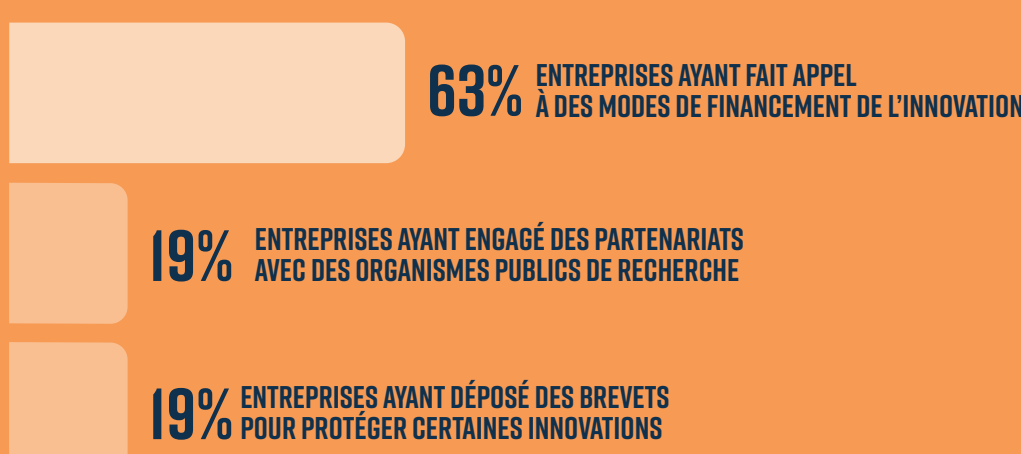 63% ENTREPRISES AYANT FAIT APPEL
À DES MODES DE FINANCEMENT DE L'INNOVATION
19% ENTREPRISES AYANT ENGAGÉ DES PARTENARIATS
AVEC DES ORGANISMES PUBLICS DE RECHERCHE
19% ENTREPRISES AYANT DÉPOSÉ DES BREVETS
POUR PROTÉGER CERTAINES INNOVATIONS